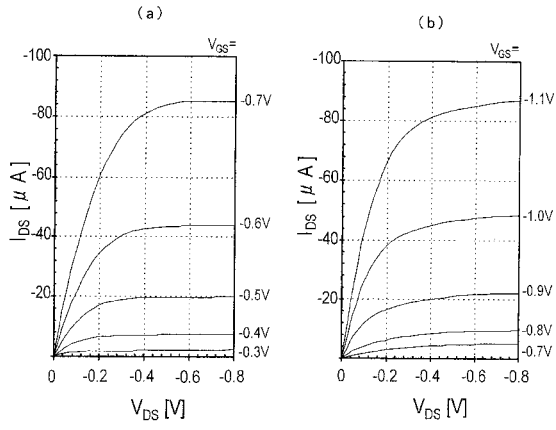 (a)
V_GS=
-100
-80
-60
-40
-20
I_DS [ μ A ]
-0.7V
-0.6V
-0.5V
-0.4V
-0.3V
0 -0.2 -0.4 -0.6 -0.8
V_DS [V]
(b)
V_GS=
-100
-80
-60
-40
-20
I_DS [ μ A ]
-1.1V
-1.0V
-0.9V
-0.8V
-0.7V
0 -0.2 -0.4 -0.6 -0.8
V_DS [V]